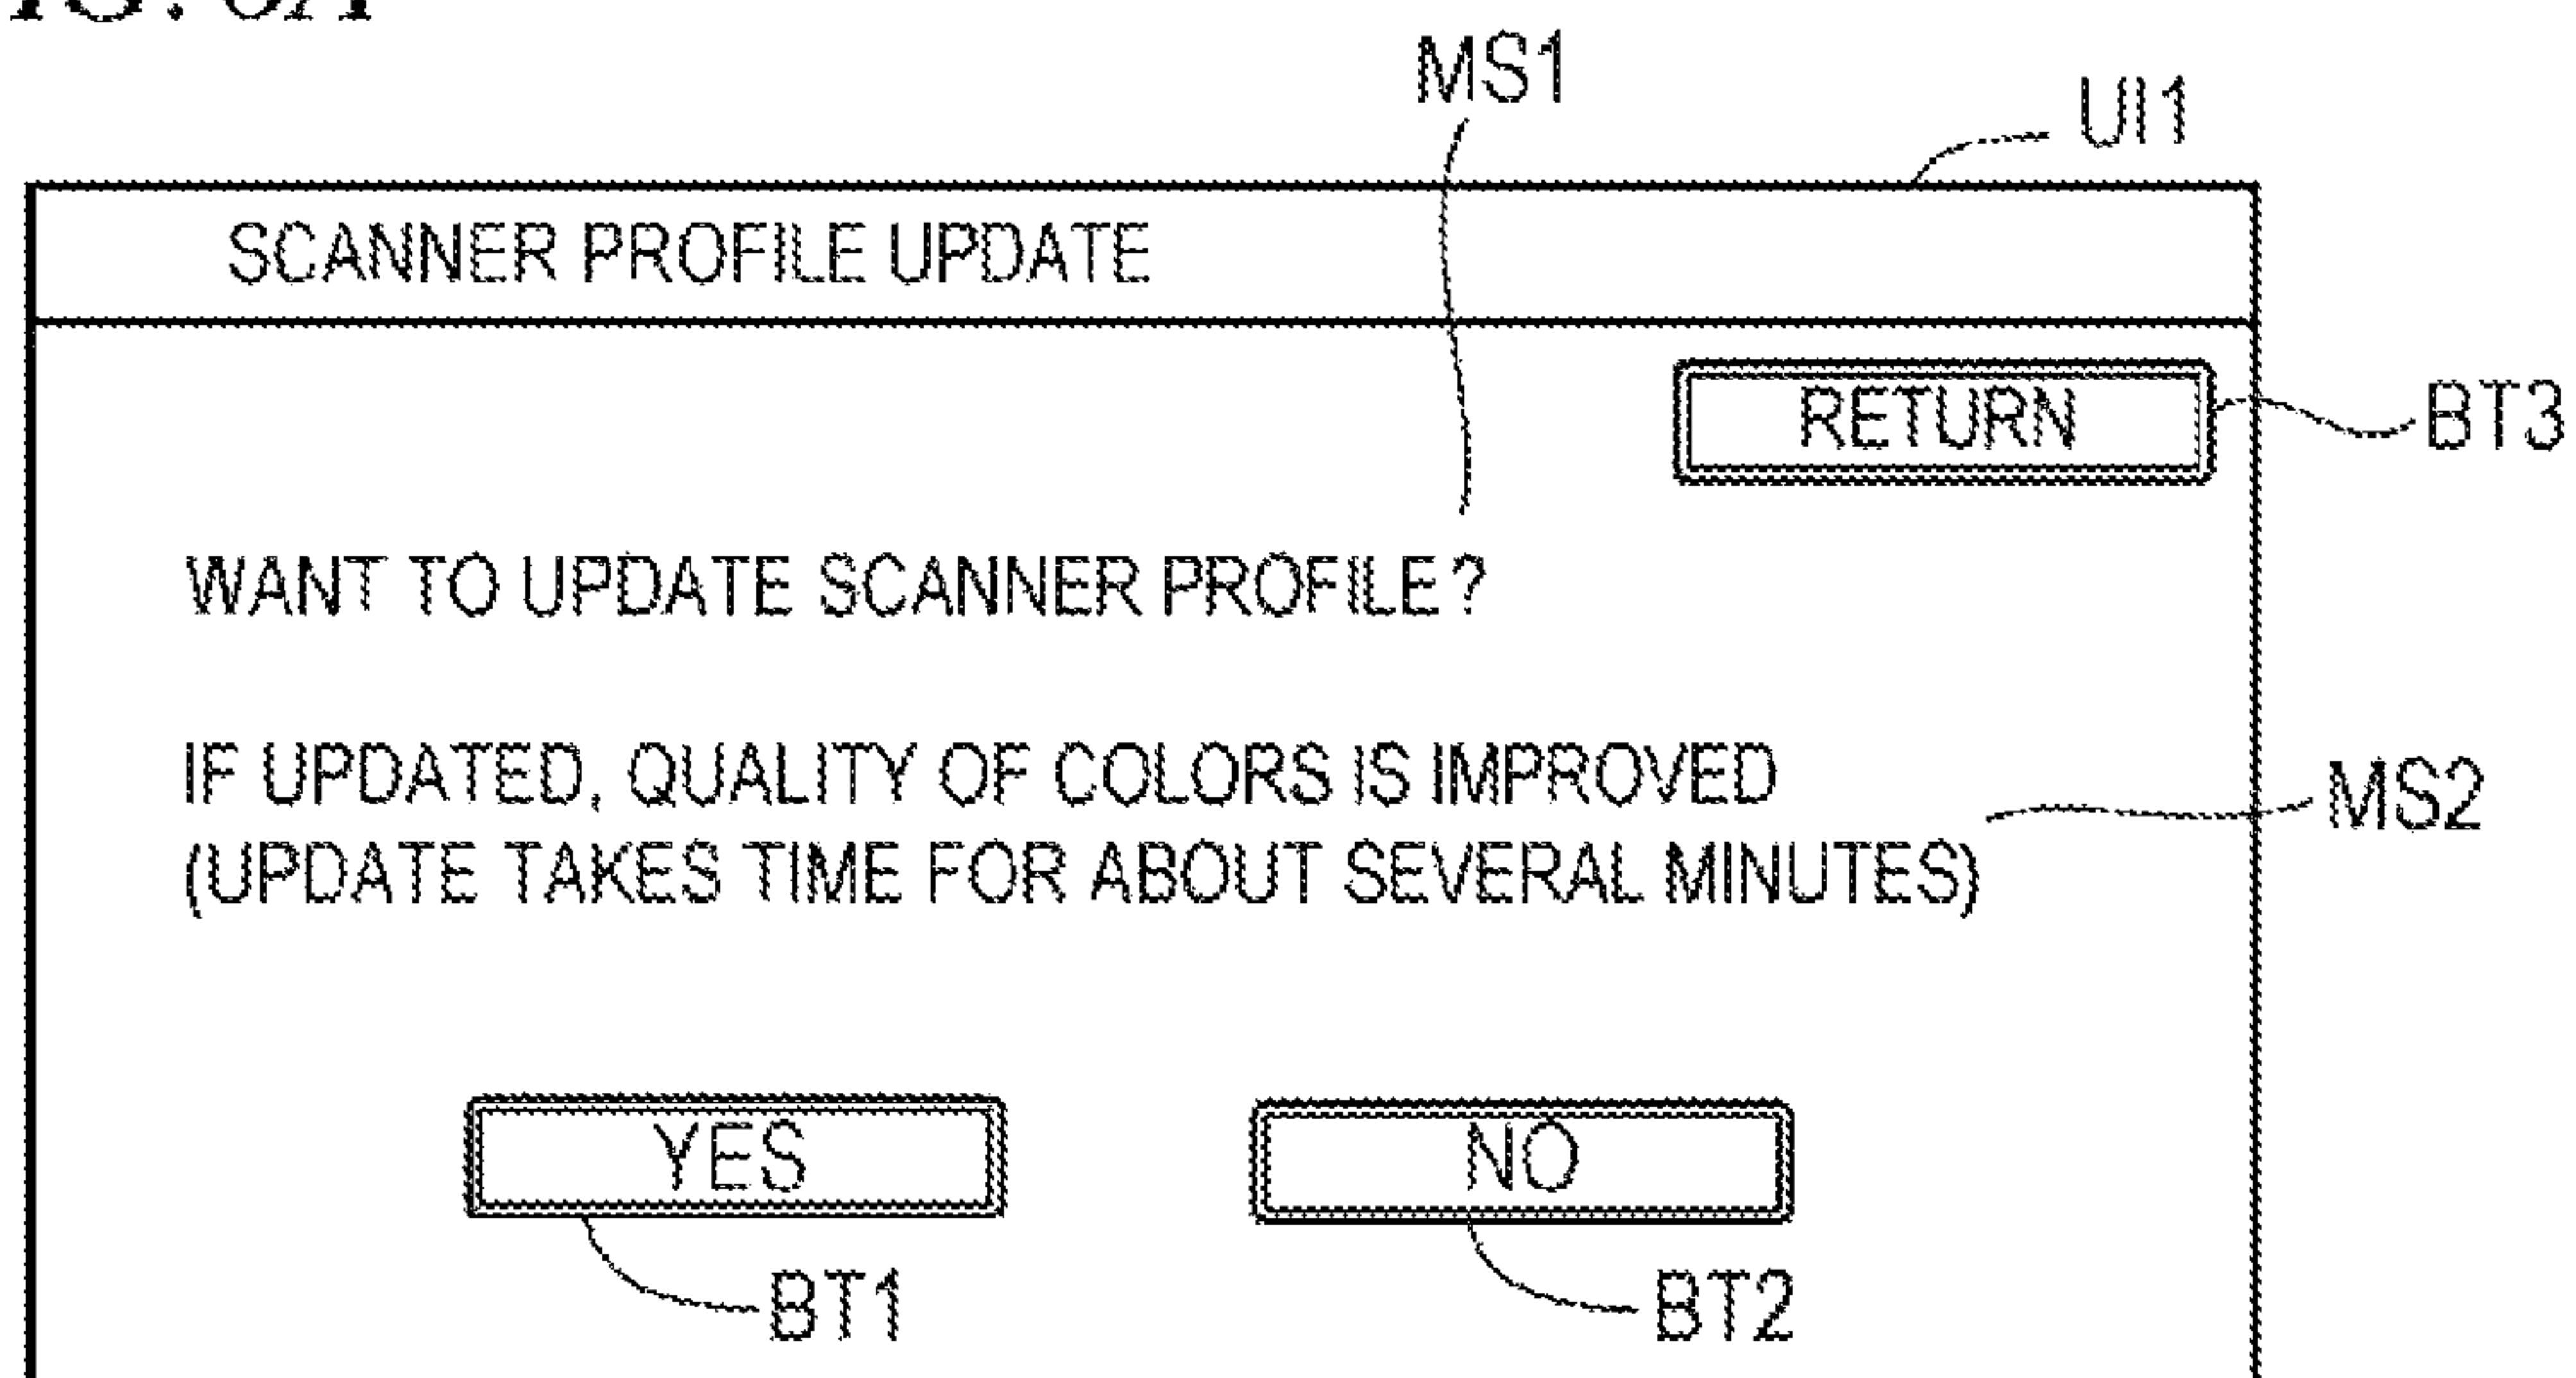 MS1
UI1
SCANNER PROFILE UPDATE
RETURN
BT3
WANT TO UPDATE SCANNER PROFILE?
IF UPDATED, QUALITY OF COLORS IS IMPROVED
MS2
(UPDATE TAKES TIME FOR ABOUT SEVERAL MINUTES)
YES
NO
BT1
BT2